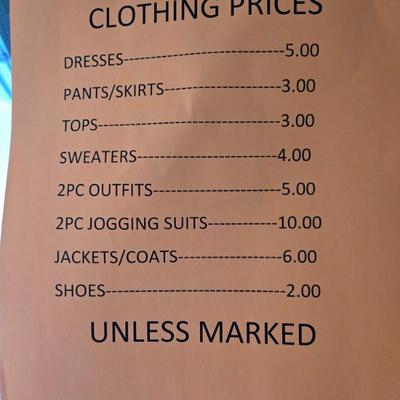 CLOTHING PRICES
DRESSES------------------------------5.00
PANTS/SKIRTS----------------------3.00
TOPS-----------------------------------3.00
SWEATERS---------------------------4.00
2PC OUTFITS------------------------5.00
2PC JOGGING SUITS-------------10.00
JACKETS/COATS--------------------6.00
SHOES----------------------------------2.00
UNLESS MARKED